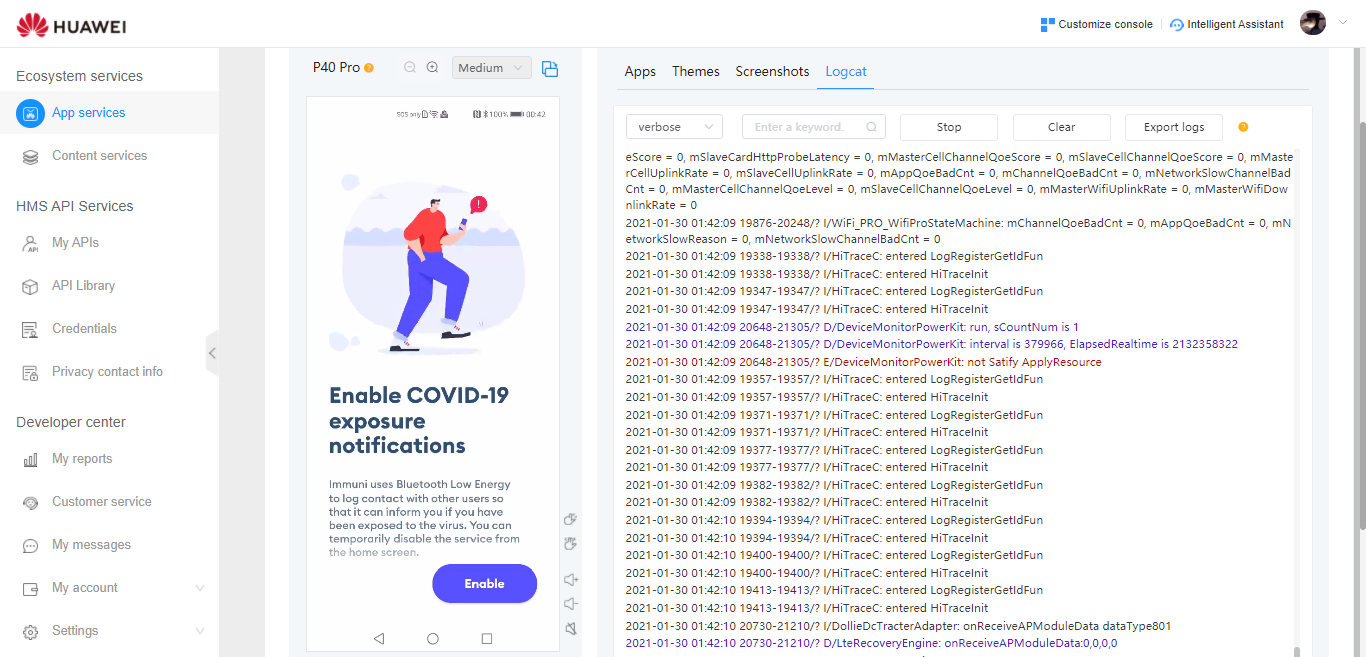 HUAWEI
Customize console
Intelligent Assistant
Ecosystem services
App services
Content services
HMS API Services
My APIs
API Library
Credentials
Privacy contact info
Developer center
My reports
Customer service
My messages
My account
Settings
P40 Pro
Medium
SOS only
100%
00:42
Enable COVID-19
exposure
notifications
Immuni uses Bluetooth Low Energy
to log contact with other users so
that it can inform you if you have
been exposed to the virus. You can
temporarily disable the service from
the home screen.
Enable
Apps
Themes
Screenshots
Logcat
verbose
Enter a keyword.
Stop
Clear
Export logs
eScore = 0, mSlaveCardHttpProbeLatency = 0, mMasterCellChannelQoeScore = 0, mSlaveCellChannelQoeScore = 0, mMaste
rCellUplinkRate = 0, mSlaveCellUplinkRate = 0, mAppQoeBadCnt = 0, mChannelQoeBadCnt = 0, mNetworkSlowChannelBad
Cnt = 0, mMasterCellChannelQoeLevel = 0, mSlaveCellChannelQoeLevel = 0, mMasterWifiUplinkRate = 0, mMasterWifiDow
nlinkRate = 0
2021-01-30 01:42:09 19876-20248/? I/WiFi_PRO_WifiProStateMachine: mChannelQoeBadCnt = 0, mAppQoeBadCnt = 0, mN
etworkSlowReason = 0, mNetworkSlowChannelBadCnt = 0
2021-01-30 01:42:09 19338-19338/? I/HiTraceC: entered LogRegisterGetIdFun
2021-01-30 01:42:09 19338-19338/? I/HiTraceC: entered HiTraceInit
2021-01-30 01:42:09 19347-19347/? I/HiTraceC: entered LogRegisterGetIdFun
2021-01-30 01:42:09 19347-19347/? I/HiTraceC: entered HiTraceInit
2021-01-30 01:42:09 20648-21305/? D/DeviceMonitorPowerKit: run, sCountNum is 1
2021-01-30 01:42:09 20648-21305/? D/DeviceMonitorPowerKit: interval is 379966, ElapsedRealtime is 2132358322
2021-01-30 01:42:09 20648-21305/? E/DeviceMonitorPowerKit: not Satify ApplyResource
2021-01-30 01:42:09 19357-19357/? I/HiTraceC: entered LogRegisterGetIdFun
2021-01-30 01:42:09 19357-19357/? I/HiTraceC: entered HiTraceInit
2021-01-30 01:42:09 19371-19371/? I/HiTraceC: entered LogRegisterGetIdFun
2021-01-30 01:42:09 19371-19371/? I/HiTraceC: entered HiTraceInit
2021-01-30 01:42:09 19377-19377/? I/HiTraceC: entered LogRegisterGetIdFun
2021-01-30 01:42:09 19377-19377/? I/HiTraceC: entered HiTraceInit
2021-01-30 01:42:09 19382-19382/? I/HiTraceC: entered LogRegisterGetIdFun
2021-01-30 01:42:09 19382-19382/? I/HiTraceC: entered HiTraceInit
2021-01-30 01:42:10 19394-19394/? I/HiTraceC: entered LogRegisterGetIdFun
2021-01-30 01:42:10 19394-19394/? I/HiTraceC: entered HiTraceInit
2021-01-30 01:42:10 19400-19400/? I/HiTraceC: entered LogRegisterGetIdFun
2021-01-30 01:42:10 19400-19400/? I/HiTraceC: entered HiTraceInit
2021-01-30 01:42:10 19413-19413/? I/HiTraceC: entered LogRegisterGetIdFun
2021-01-30 01:42:10 19413-19413/? I/HiTraceC: entered HiTraceInit
2021-01-30 01:42:10 20730-21210/? I/DollieDcTracterAdapter: onReceiveAPModuleData dataType801
2021-01-30 01:42:10 20730-21210/? D/LteRecoveryEngine: onReceiveAPModuleData:0,0,0,0